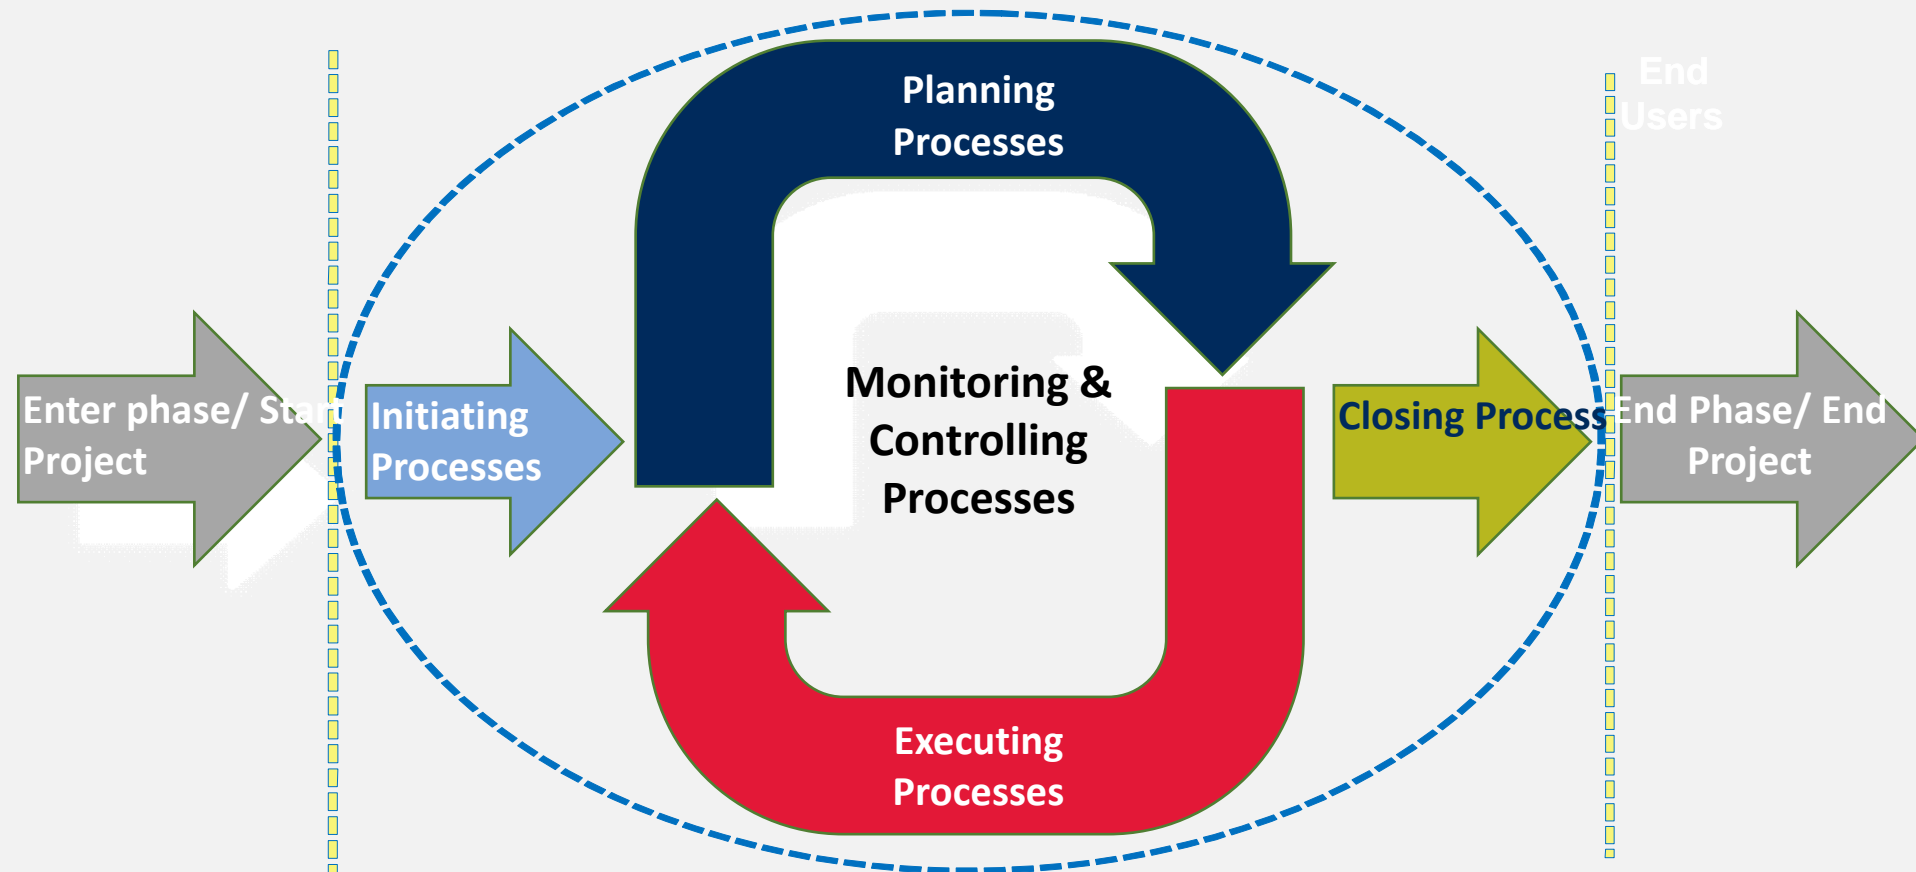 Planning
Processes
End
Users
Enter phase/ Start
Project
Initiating
Processes
Monitoring &
Controlling
Processes
Closing Process
End Phase/ End
Project
Executing
Processes